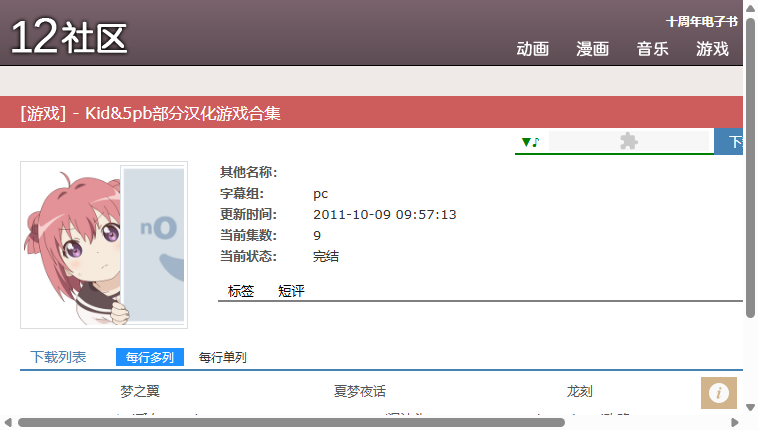 12社区
十周年电子书
动画 漫画 音乐 游戏
[游戏] - Kid&5pb部分汉化游戏合集
▼♪
nO
其他名称:
字幕组: pc
更新时间: 2011-10-09 09:57:13
当前集数: 9
当前状态: 完结
标签 短评
下载列表 每行多列 每行单列
梦之翼 夏梦夜话 龙刻